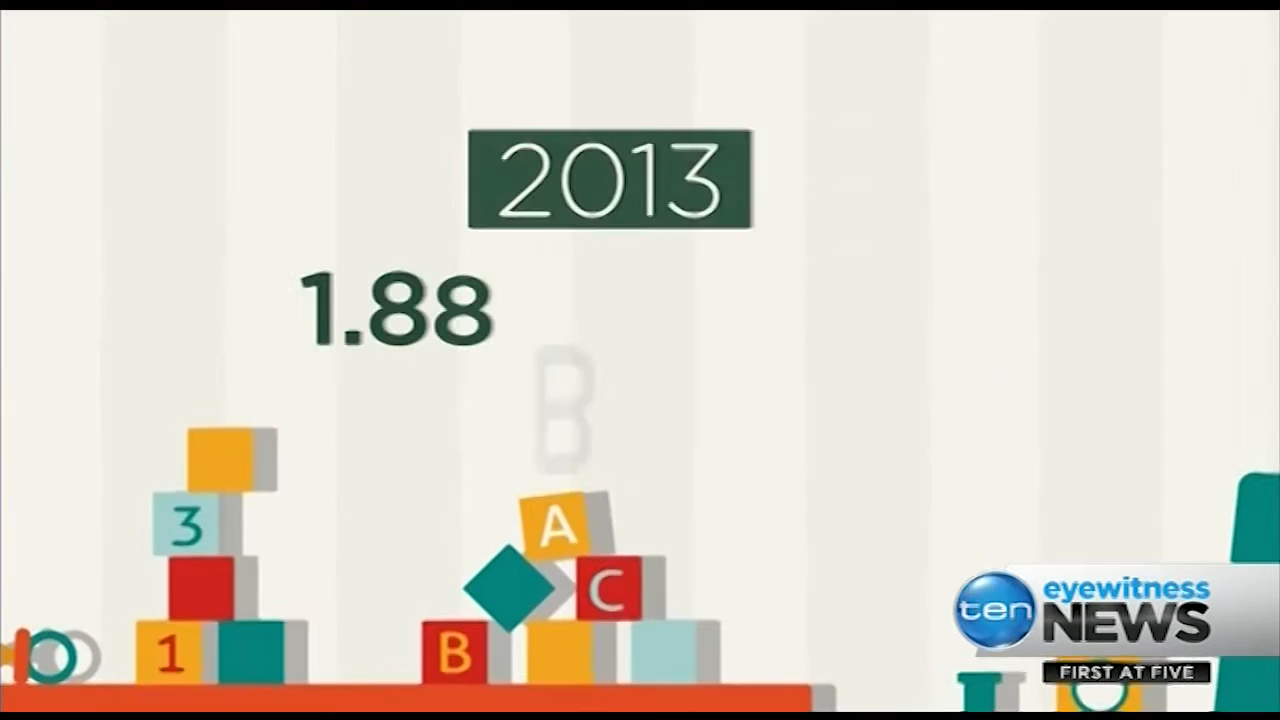 2013
1.88
B
A
3
C
1
B
ten
eyewitness
NEWS
FIRST AT FIVE